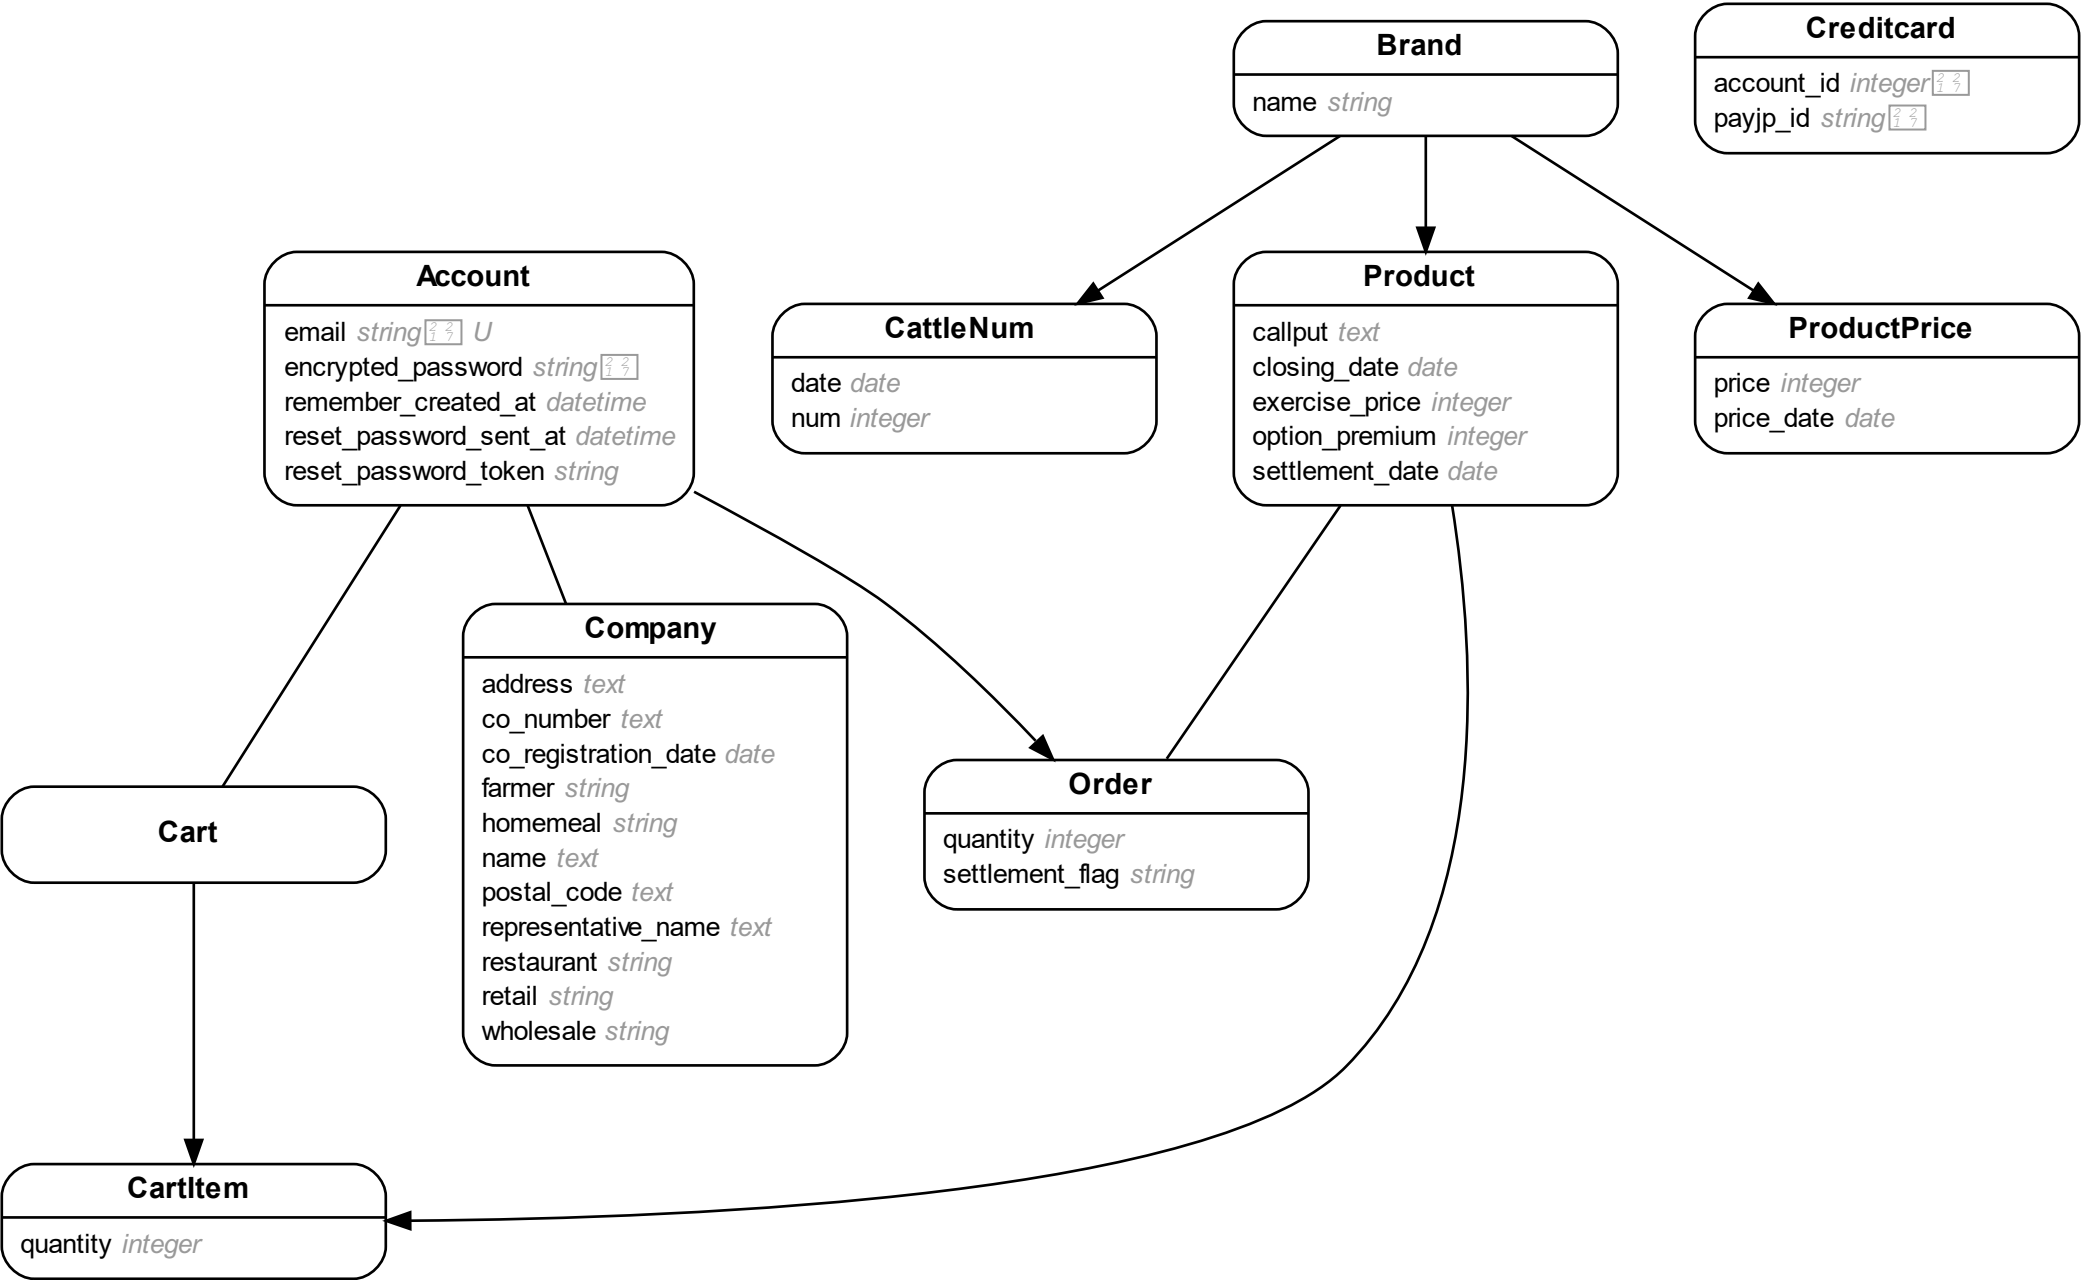 Brand
name string
Creditcard
account_id integer
payjp_id string
Account
email string U
encrypted_password string
remember_created_at datetime
reset_password_sent_at datetime
reset_password_token string
CattleNum
date date
num integer
Product
callput text
closing_date date
exercise_price integer
option_premium integer
settlement_date date
ProductPrice
price integer
price_date date
Company
address text
co_number text
co_registration_date date
farmer string
homemeal string
name text
postal_code text
representative_name text
restaurant string
retail string
wholesale string
Cart
Order
quantity integer
settlement_flag string
CartItem
quantity integer